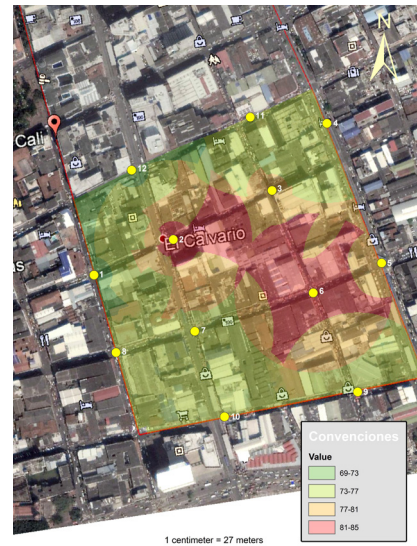 N
11
4
Cali
12
3
2
Calvario
as
5
1
6
7
8
9
10
Convenciones
Value
69-73
73-77
77-81
81-85
1 centimeter = 27 meters